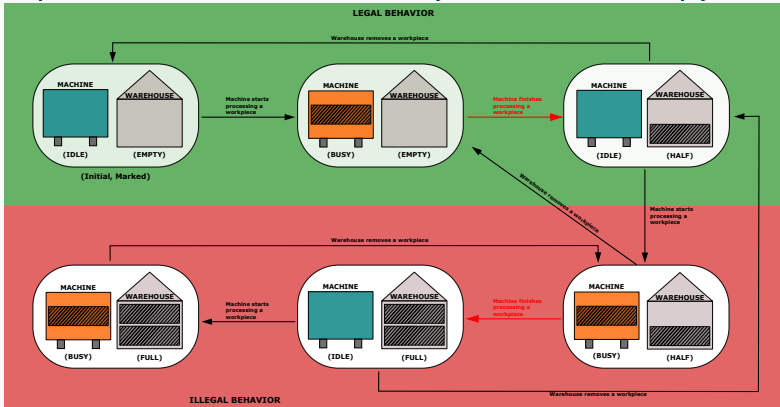 LEGAL BEHAVIOR
Warehouse removes a workpiece
MACHINE
WAREHOUSE
(IDLE)
(EMPTY)
(Initial, Marked)
Machine starts
processing a
workpiece
MACHINE
WAREHOUSE
(BUSY)
(EMPTY)
Machine finishes
processing a
workpiece
MACHINE
WAREHOUSE
(IDLE)
(HALF)
Warehouse removes a workpiece
Machine starts
processing a
workpiece
Warehouse removes a workpiece
MACHINE
WAREHOUSE
(BUSY)
(FULL)
Machine starts
processing a
workpiece
MACHINE
WAREHOUSE
(IDLE)
(FULL)
Machine finishes
processing a
workpiece
MACHINE
WAREHOUSE
(BUSY)
(HALF)
Warehouse removes a workpiece
ILLEGAL BEHAVIOR